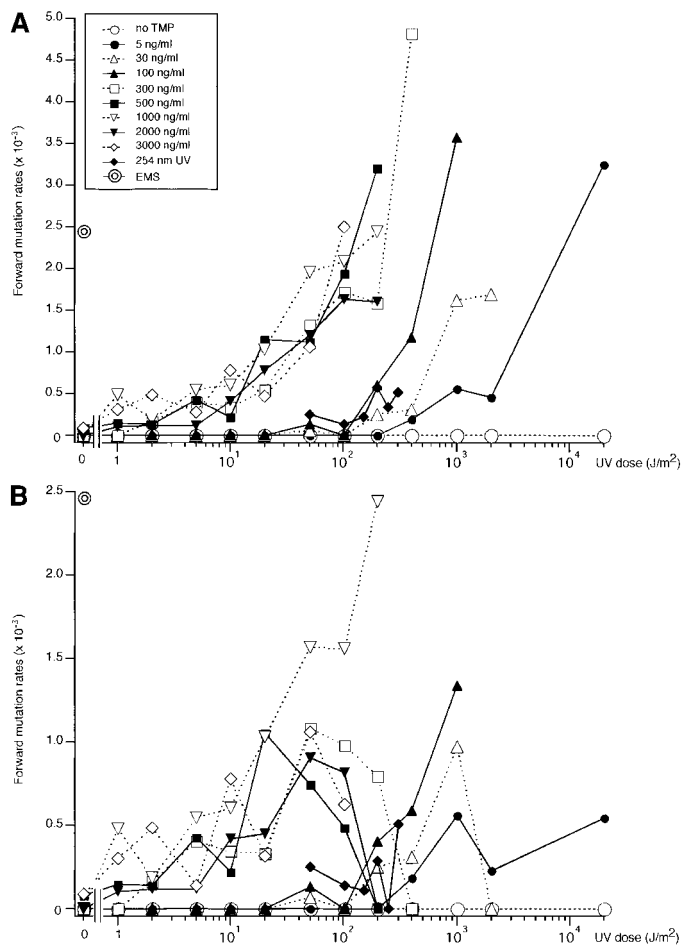 A
no TMP
5 ng/ml
30 ng/ml
100 ng/ml
300 ng/ml
500 ng/ml
1000 ng/ml
2000 ng/ml
3000 ng/ml
254 nm UV
EMS
Forward mutation rates (x 10⁻³)
5.0
4.5
4.0
3.5
3.0
2.5
2.0
1.5
1.0
0.5
0
0 1 10¹ 10² 10³ 10⁴ UV dose (J/m²)
B
Forward mutation rates (x 10⁻³)
2.5
2.0
1.5
1.0
0.5
0
0 1 10¹ 10² 10³ 10⁴ UV dose (J/m²)